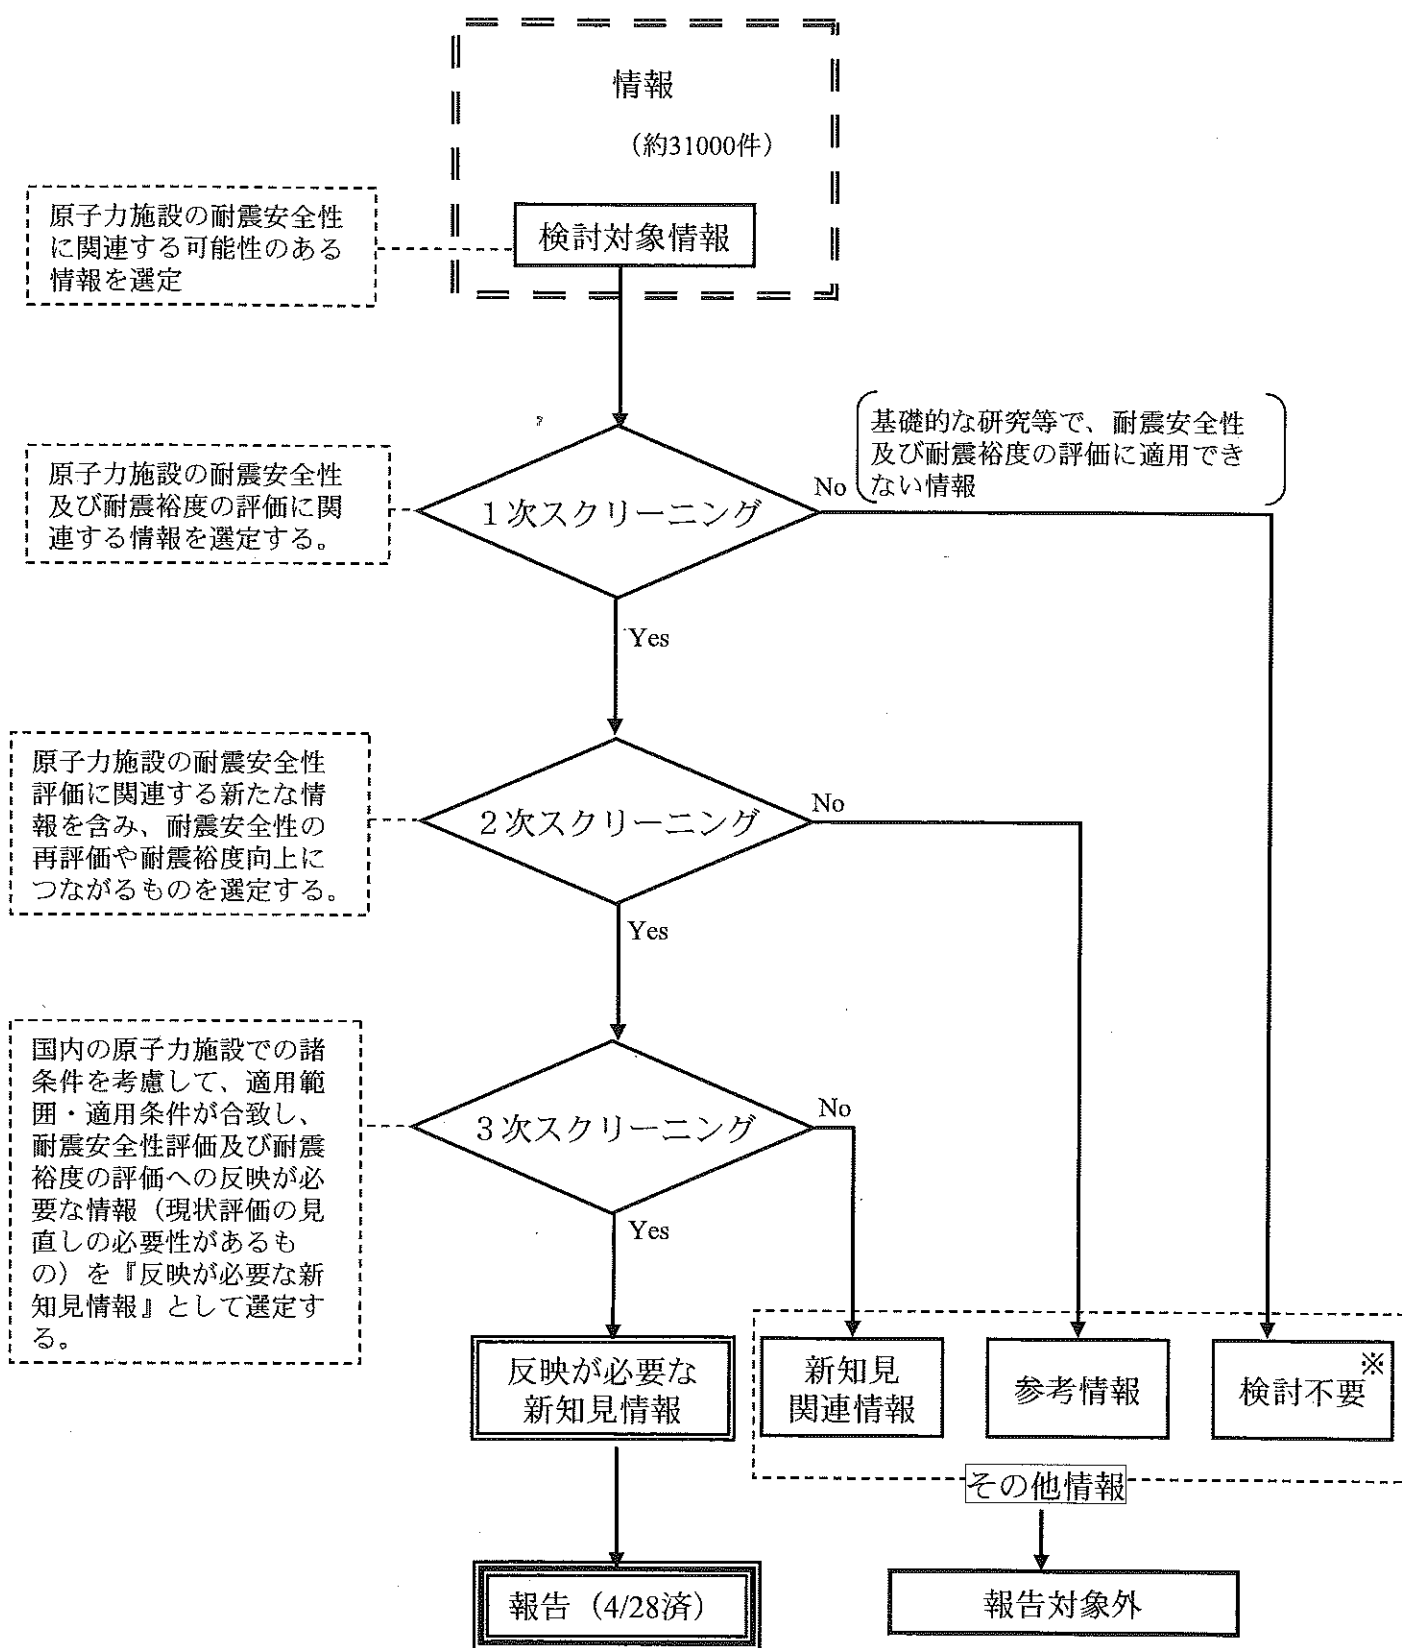 情報
（約31000件）
原子力施設の耐震安全性
に関連する可能性のある
情報を選定
検討対象情報
基礎的な研究等で、耐震安全性
及び耐震裕度の評価に適用でき
ない情報
原子力施設の耐震安全性
及び耐震裕度の評価に関
連する情報を選定する。
１次スクリーニング
No
Yes
原子力施設の耐震安全性
評価に関連する新たな情
報を含み、耐震安全性の
再評価や耐震裕度向上に
つながるものを選定する。
２次スクリーニング
No
Yes
国内の原子力施設での諸
条件を考慮して、適用範
囲・適用条件が合致し、
耐震安全性評価及び耐震
裕度の評価への反映が必
要な情報（現状評価の見
直しの必要性があるも
の）を『反映が必要な新
知見情報』として選定す
る。
３次スクリーニング
No
Yes
反映が必要な
新知見情報
新知見
関連情報
参考情報
検討不要※
その他情報
報告（4/28済）
報告対象外